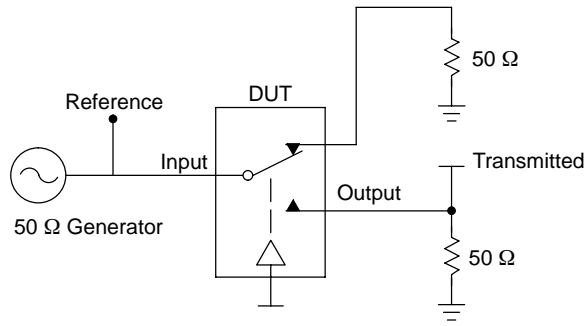 50 Ω
DUT
Reference
Input
Transmitted
Output
50 Ω Generator
50 Ω